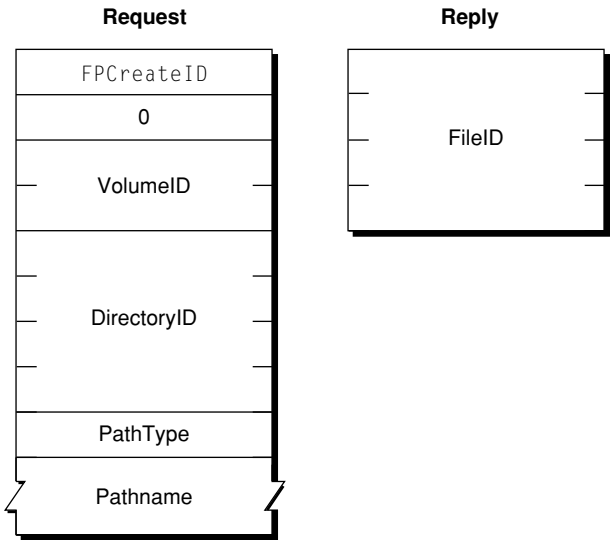 Request
FPCreateID
0
VolumeID
DirectoryID
PathType
Pathname
Reply
FileID